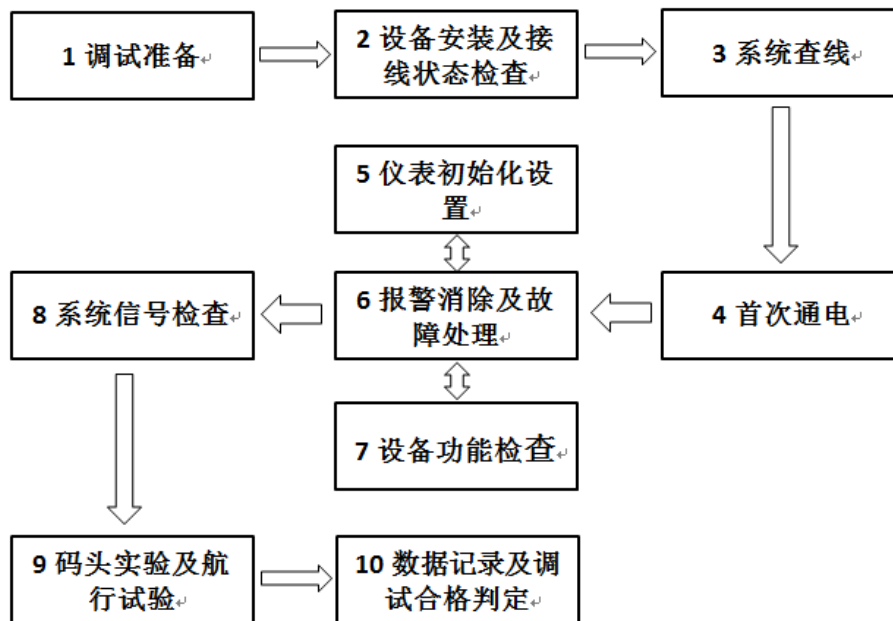 1 调试准备
2 设备安装及接
线状态检查
3 系统查线
5 仪表初始化设
置
8 系统信号检查
6 报警消除及故
障处理
4 首次通电
7 设备功能检查
9 码头实验及航
行试验
10 数据记录及调
试合格判定